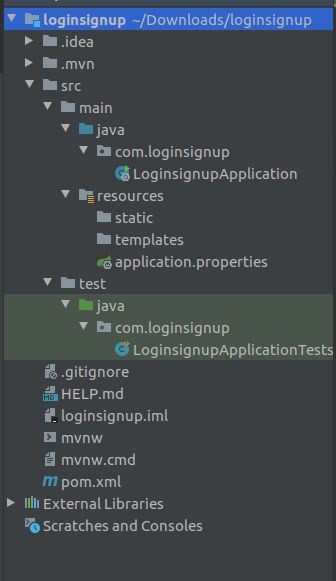 loginsignup ~/Downloads/loginsignup
.idea
.mvn
src
main
java
com.loginsignup
LoginsignupApplication
resources
static
templates
application.properties
test
java
com.loginsignup
LoginsignupApplicationTests
.gitignore
MD HELP.md
loginsignup.iml
mvnw
mvnw.cmd
m pom.xml
External Libraries
Scratches and Consoles